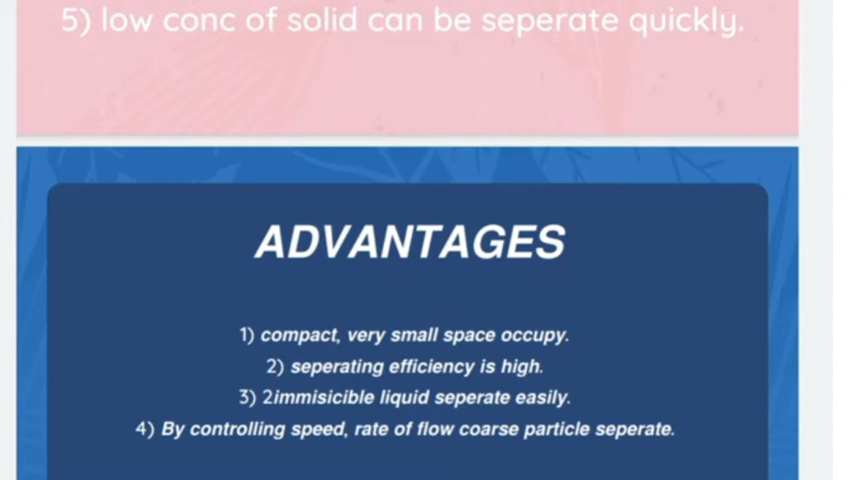 5) low conc of solid can be seperate quickly.
ADVANTAGES
1) compact, very small space occupy.
2) seperating efficiency is high.
3) 2immisicible liquid seperate easily.
4) By controlling speed, rate of flow coarse particle seperate.